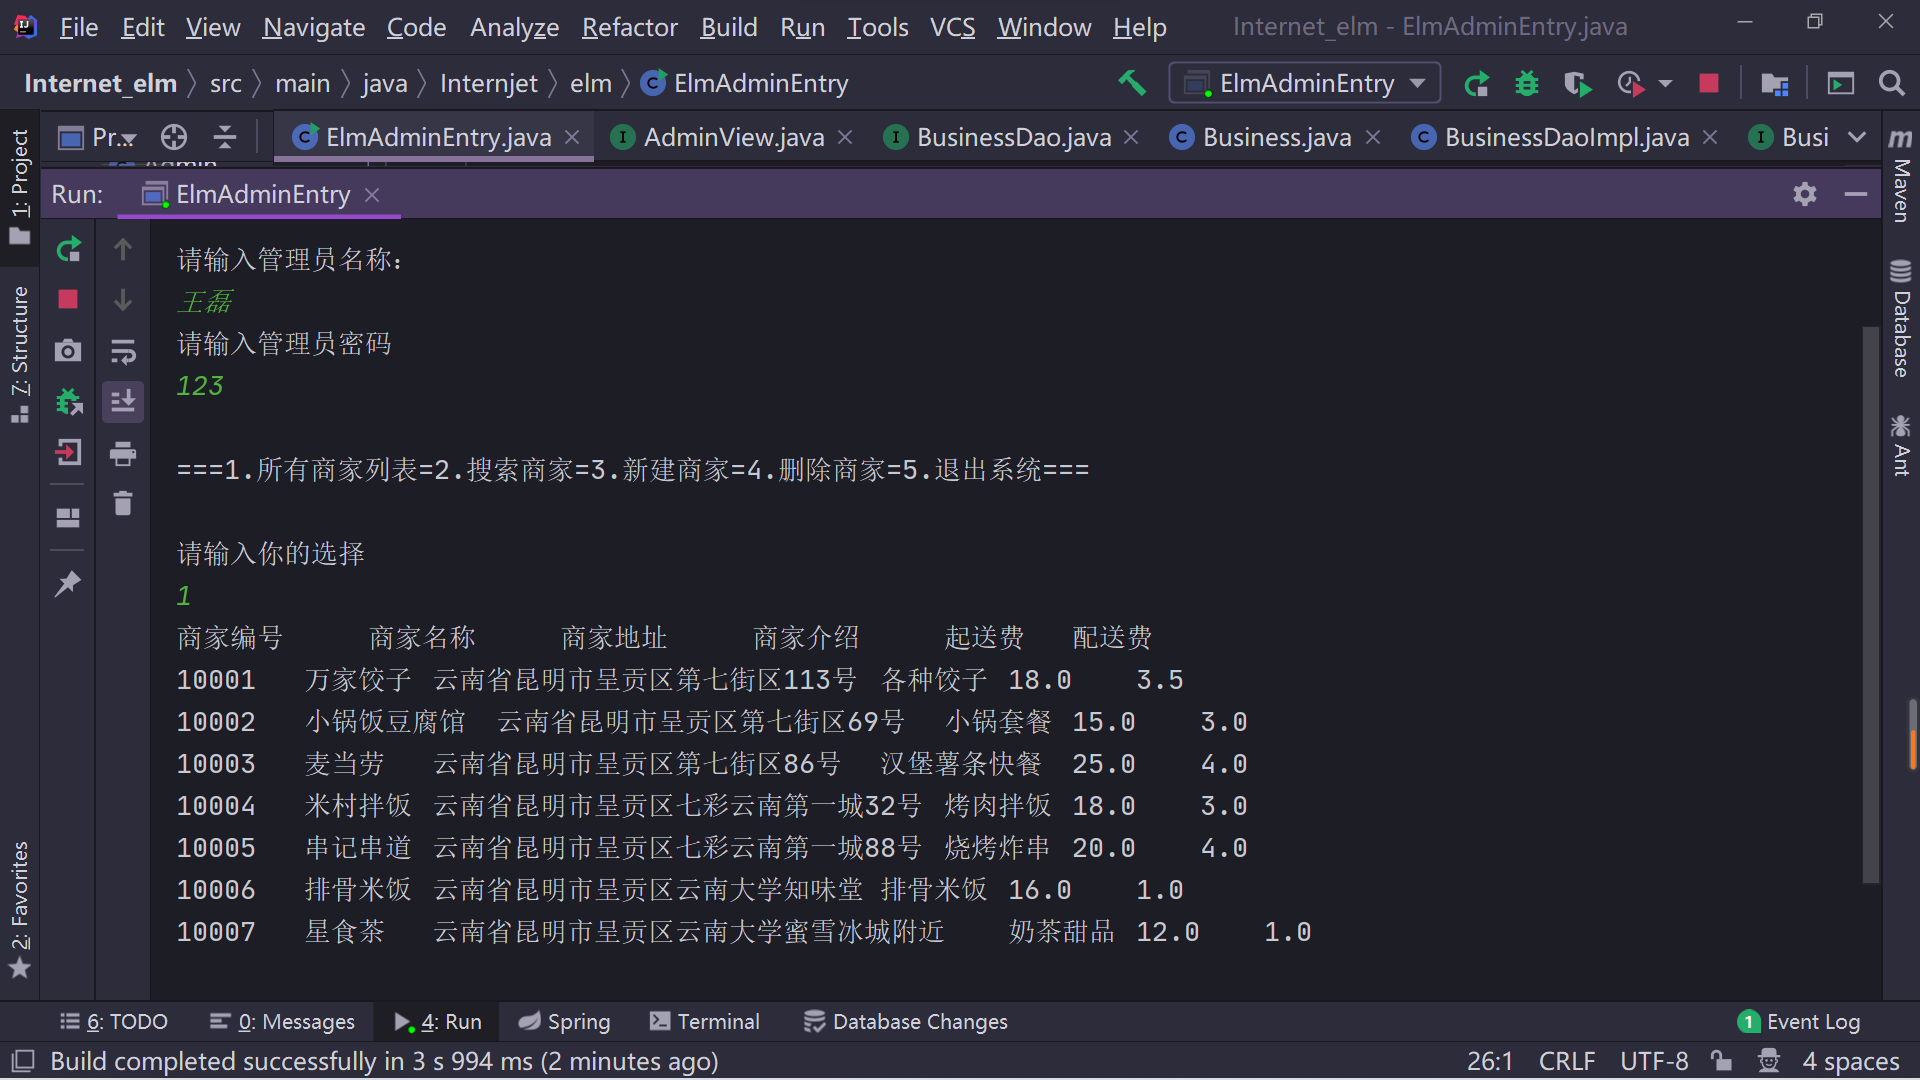 File Edit View Navigate Code Analyze Refactor Build Run Tools VCS Window Help Internet_elm - ElmAdminEntry.java
Internet_elm src main java Internjet elm ElmAdminEntry ElmAdminEntry
Pr... ElmAdminEntry.java AdminView.java BusinessDao.java Business.java BusinessDaoImpl.java Busi
Run: ElmAdminEntry
1: Project
7: Structure
2: Favorites
请输入管理员名称：
王磊
请输入管理员密码
123
===1.所有商家列表=2.搜索商家=3.新建商家=4.删除商家=5.退出系统===
请输入你的选择
1
商家编号 商家名称 商家地址 商家介绍 起送费 配送费
10001 万家饺子 云南省昆明市呈贡区第七街区113号 各种饺子 18.0 3.5
10002 小锅饭豆腐馆 云南省昆明市呈贡区第七街区69号 小锅套餐 15.0 3.0
10003 麦当劳 云南省昆明市呈贡区第七街区86号 汉堡薯条快餐 25.0 4.0
10004 米村拌饭 云南省昆明市呈贡区七彩云南第一城32号 烤肉拌饭 18.0 3.0
10005 串记串道 云南省昆明市呈贡区七彩云南第一城88号 烧烤炸串 20.0 4.0
10006 排骨米饭 云南省昆明市呈贡区云南大学知味堂 排骨米饭 16.0 1.0
10007 星食茶 云南省昆明市呈贡区云南大学蜜雪冰城附近 奶茶甜品 12.0 1.0
m Maven
Database
Ant
6: TODO 0: Messages 4: Run Spring Terminal Database Changes 1 Event Log
Build completed successfully in 3 s 994 ms (2 minutes ago) 26:1 CRLF UTF-8 4 spaces